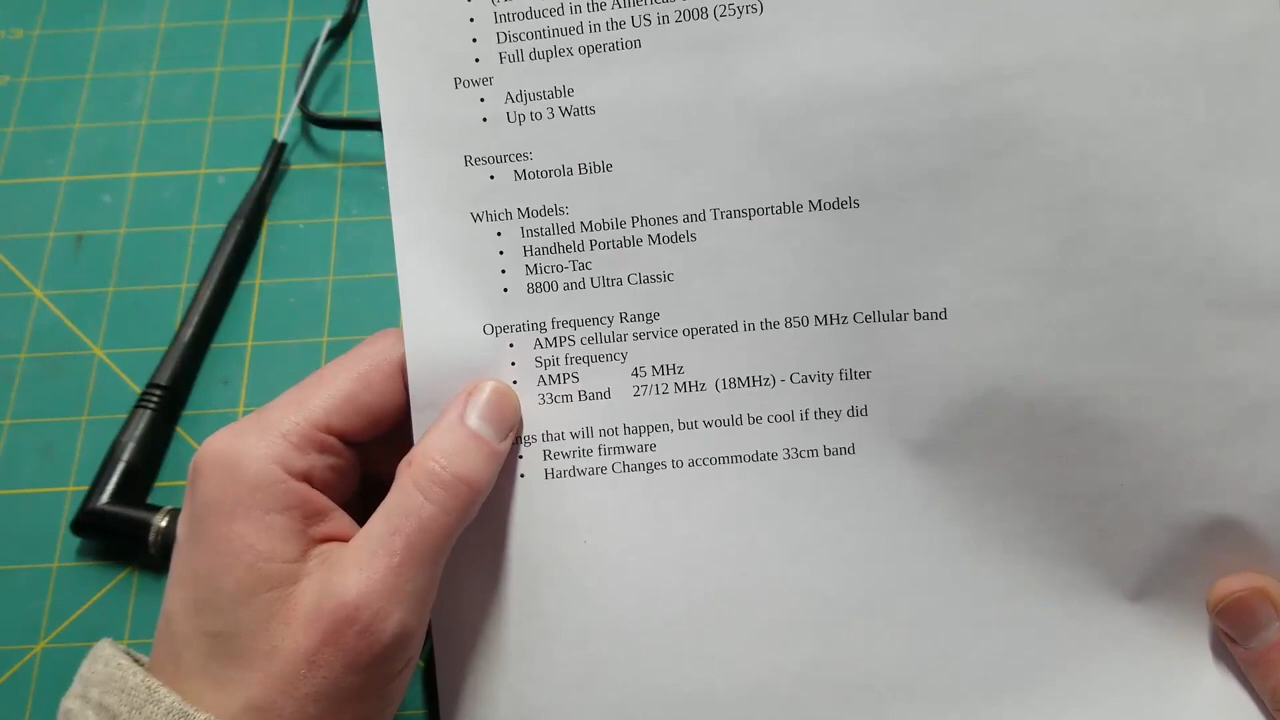 Introduced in the Americas
Discontinued in the US in 2008 (25yrs)
Full duplex operation
Power
Adjustable
Up to 3 Watts
Resources:
Motorola Bible
Which Models:
Installed Mobile Phones and Transportable Models
Handheld Portable Models
Micro-Tac
8800 and Ultra Classic
Operating frequency Range
AMPS cellular service operated in the 850 MHz Cellular band
Spit frequency
AMPS 45 MHz
33cm Band 27/12 MHz (18MHz) - Cavity filter
that will not happen, but would be cool if they did
Rewrite firmware
Hardware Changes to accommodate 33cm band